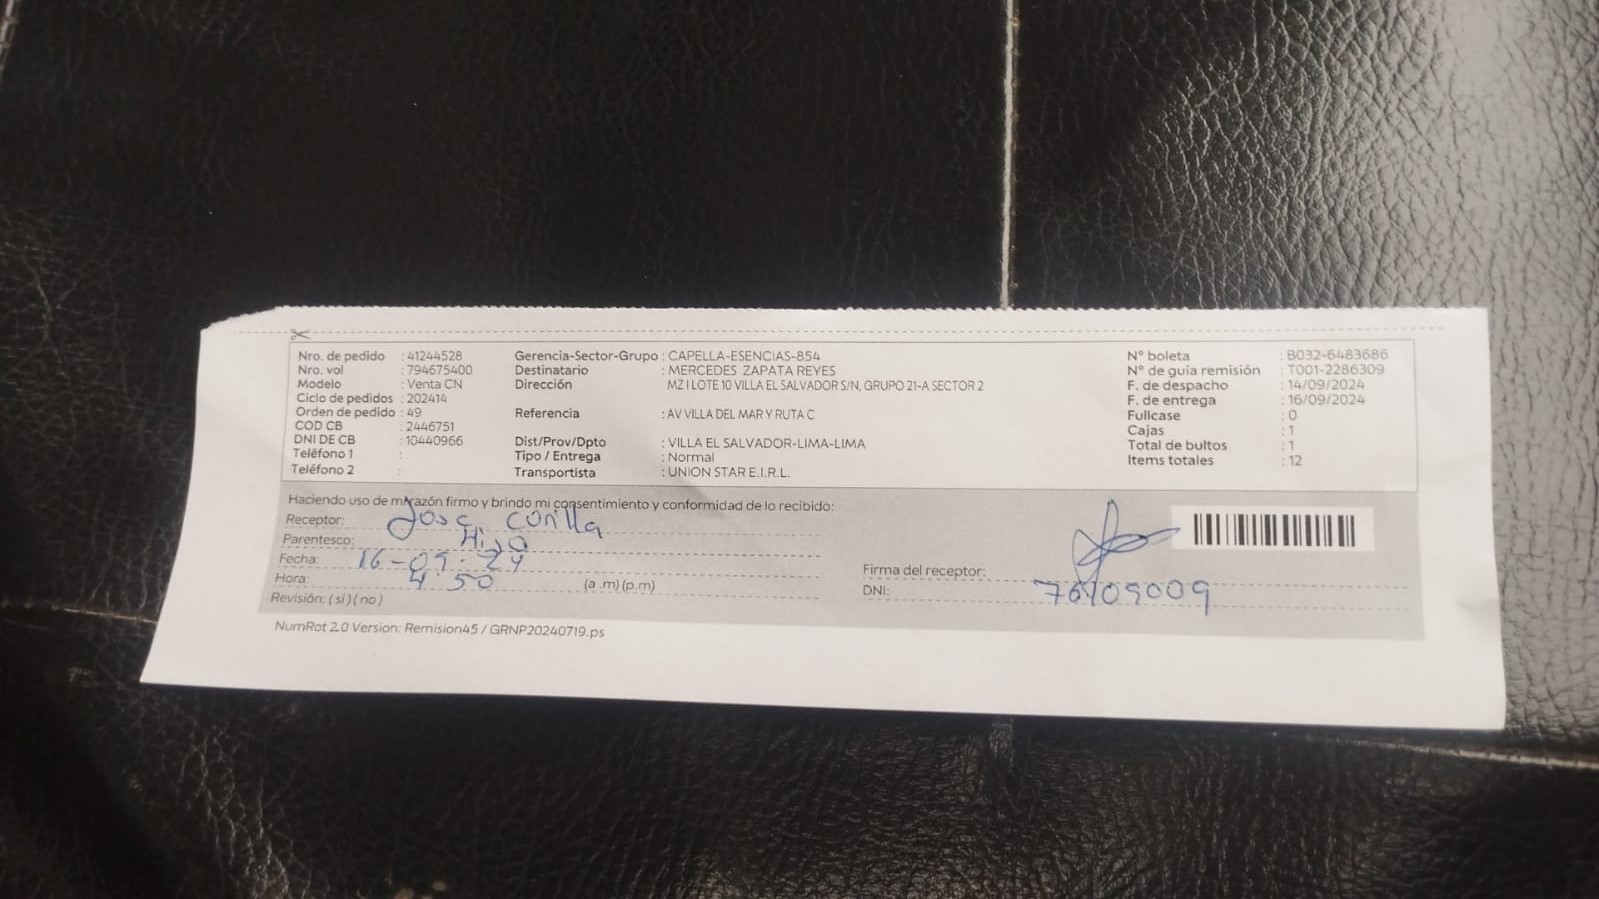 Nro. de pedido : 41244528
Nro. vol : 794675400
Modelo : Venta CN
Ciclo de pedidos : 202414
Orden de pedido : 49
COD CB : 2446751
DNI DE CB : 10440966
Teléfono 1 :
Teléfono 2 :
Gerencia-Sector-Grupo : CAPELLA-ESENCIAS-854
Destinatario : MERCEDES ZAPATA REYES
Dirección MZ I LOTE 10 VILLA EL SALVADOR S/N, GRUPO 21-A SECTOR 2
Referencia : AV VILLA DEL MAR Y RUTA C
Dist/Prov/Dpto : VILLA EL SALVADOR-LIMA-LIMA
Tipo / Entrega : Normal
Transportista : UNION STAR E.I.R.L.
N° boleta : B032-6483686
N° de guía remisión : T001-2286309
F. de despacho : 14/09/2024
F. de entrega : 16/09/2024
Fullcase : 0
Cajas : 1
Total de bultos : 1
Items totales : 12
Haciendo uso de mi razón firmo y brindo mi consentimiento y conformidad de lo recibido:
Receptor: Jose
Parentesco: Hijo
Fecha: 16-09-24
Hora: 4:50 (a.m) (p.m)
Revisión: ( si ) ( no )
Firma del receptor:
DNI: 76109009
NumRot 2.0 Version: Remision45 / GRNP20240719.ps